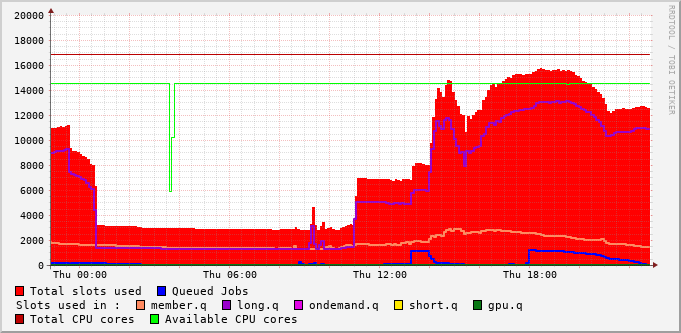 RRDTOOL / TOBI OETIKER
20000
18000
16000
14000
12000
10000
8000
6000
4000
2000
0
Thu 00:00 Thu 06:00 Thu 12:00 Thu 18:00
Total slots used Queued Jobs
Slots used in : member.q long.q ondemand.q short.q gpu.q
Total CPU cores Available CPU cores